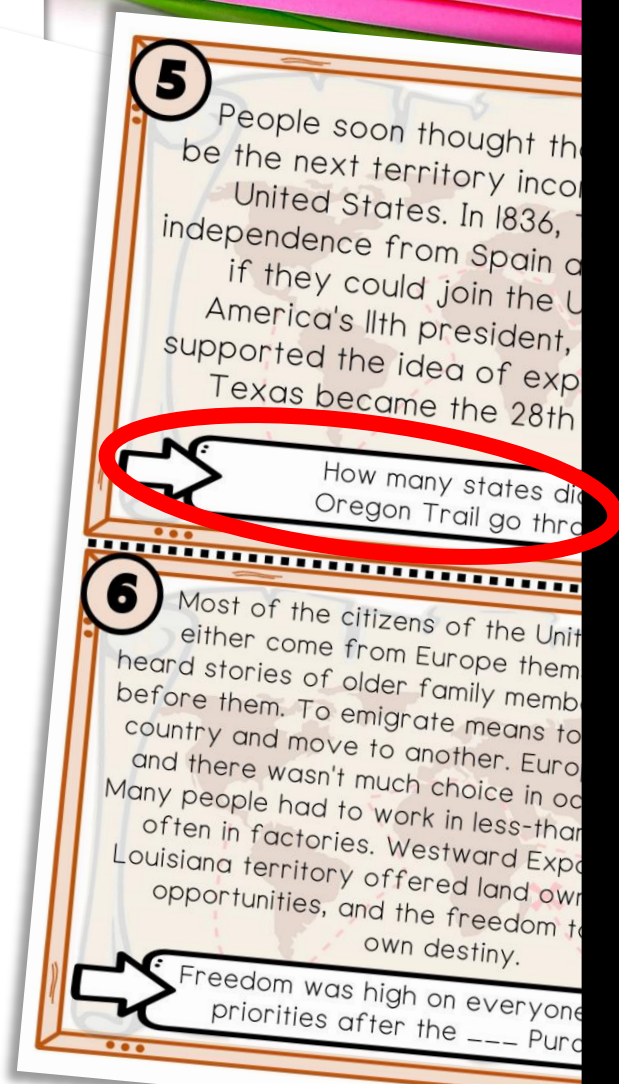 5
People soon thought th
be the next territory inco
United States. In 1836,
independence from Spain a
if they could join the U
America's 11th president,
supported the idea of exp
Texas became the 28th
How many states di
Oregon Trail go thro
6
Most of the citizens of the Unit
either come from Europe them
heard stories of older family memb
before them. To emigrate means to
country and move to another. Euro
and there wasn't much choice in oc
Many people had to work in less-than
often in factories. Westward Expa
Louisiana territory offered land own
opportunities, and the freedom to
own destiny.
Freedom was high on everyone
priorities after the ___ Purc